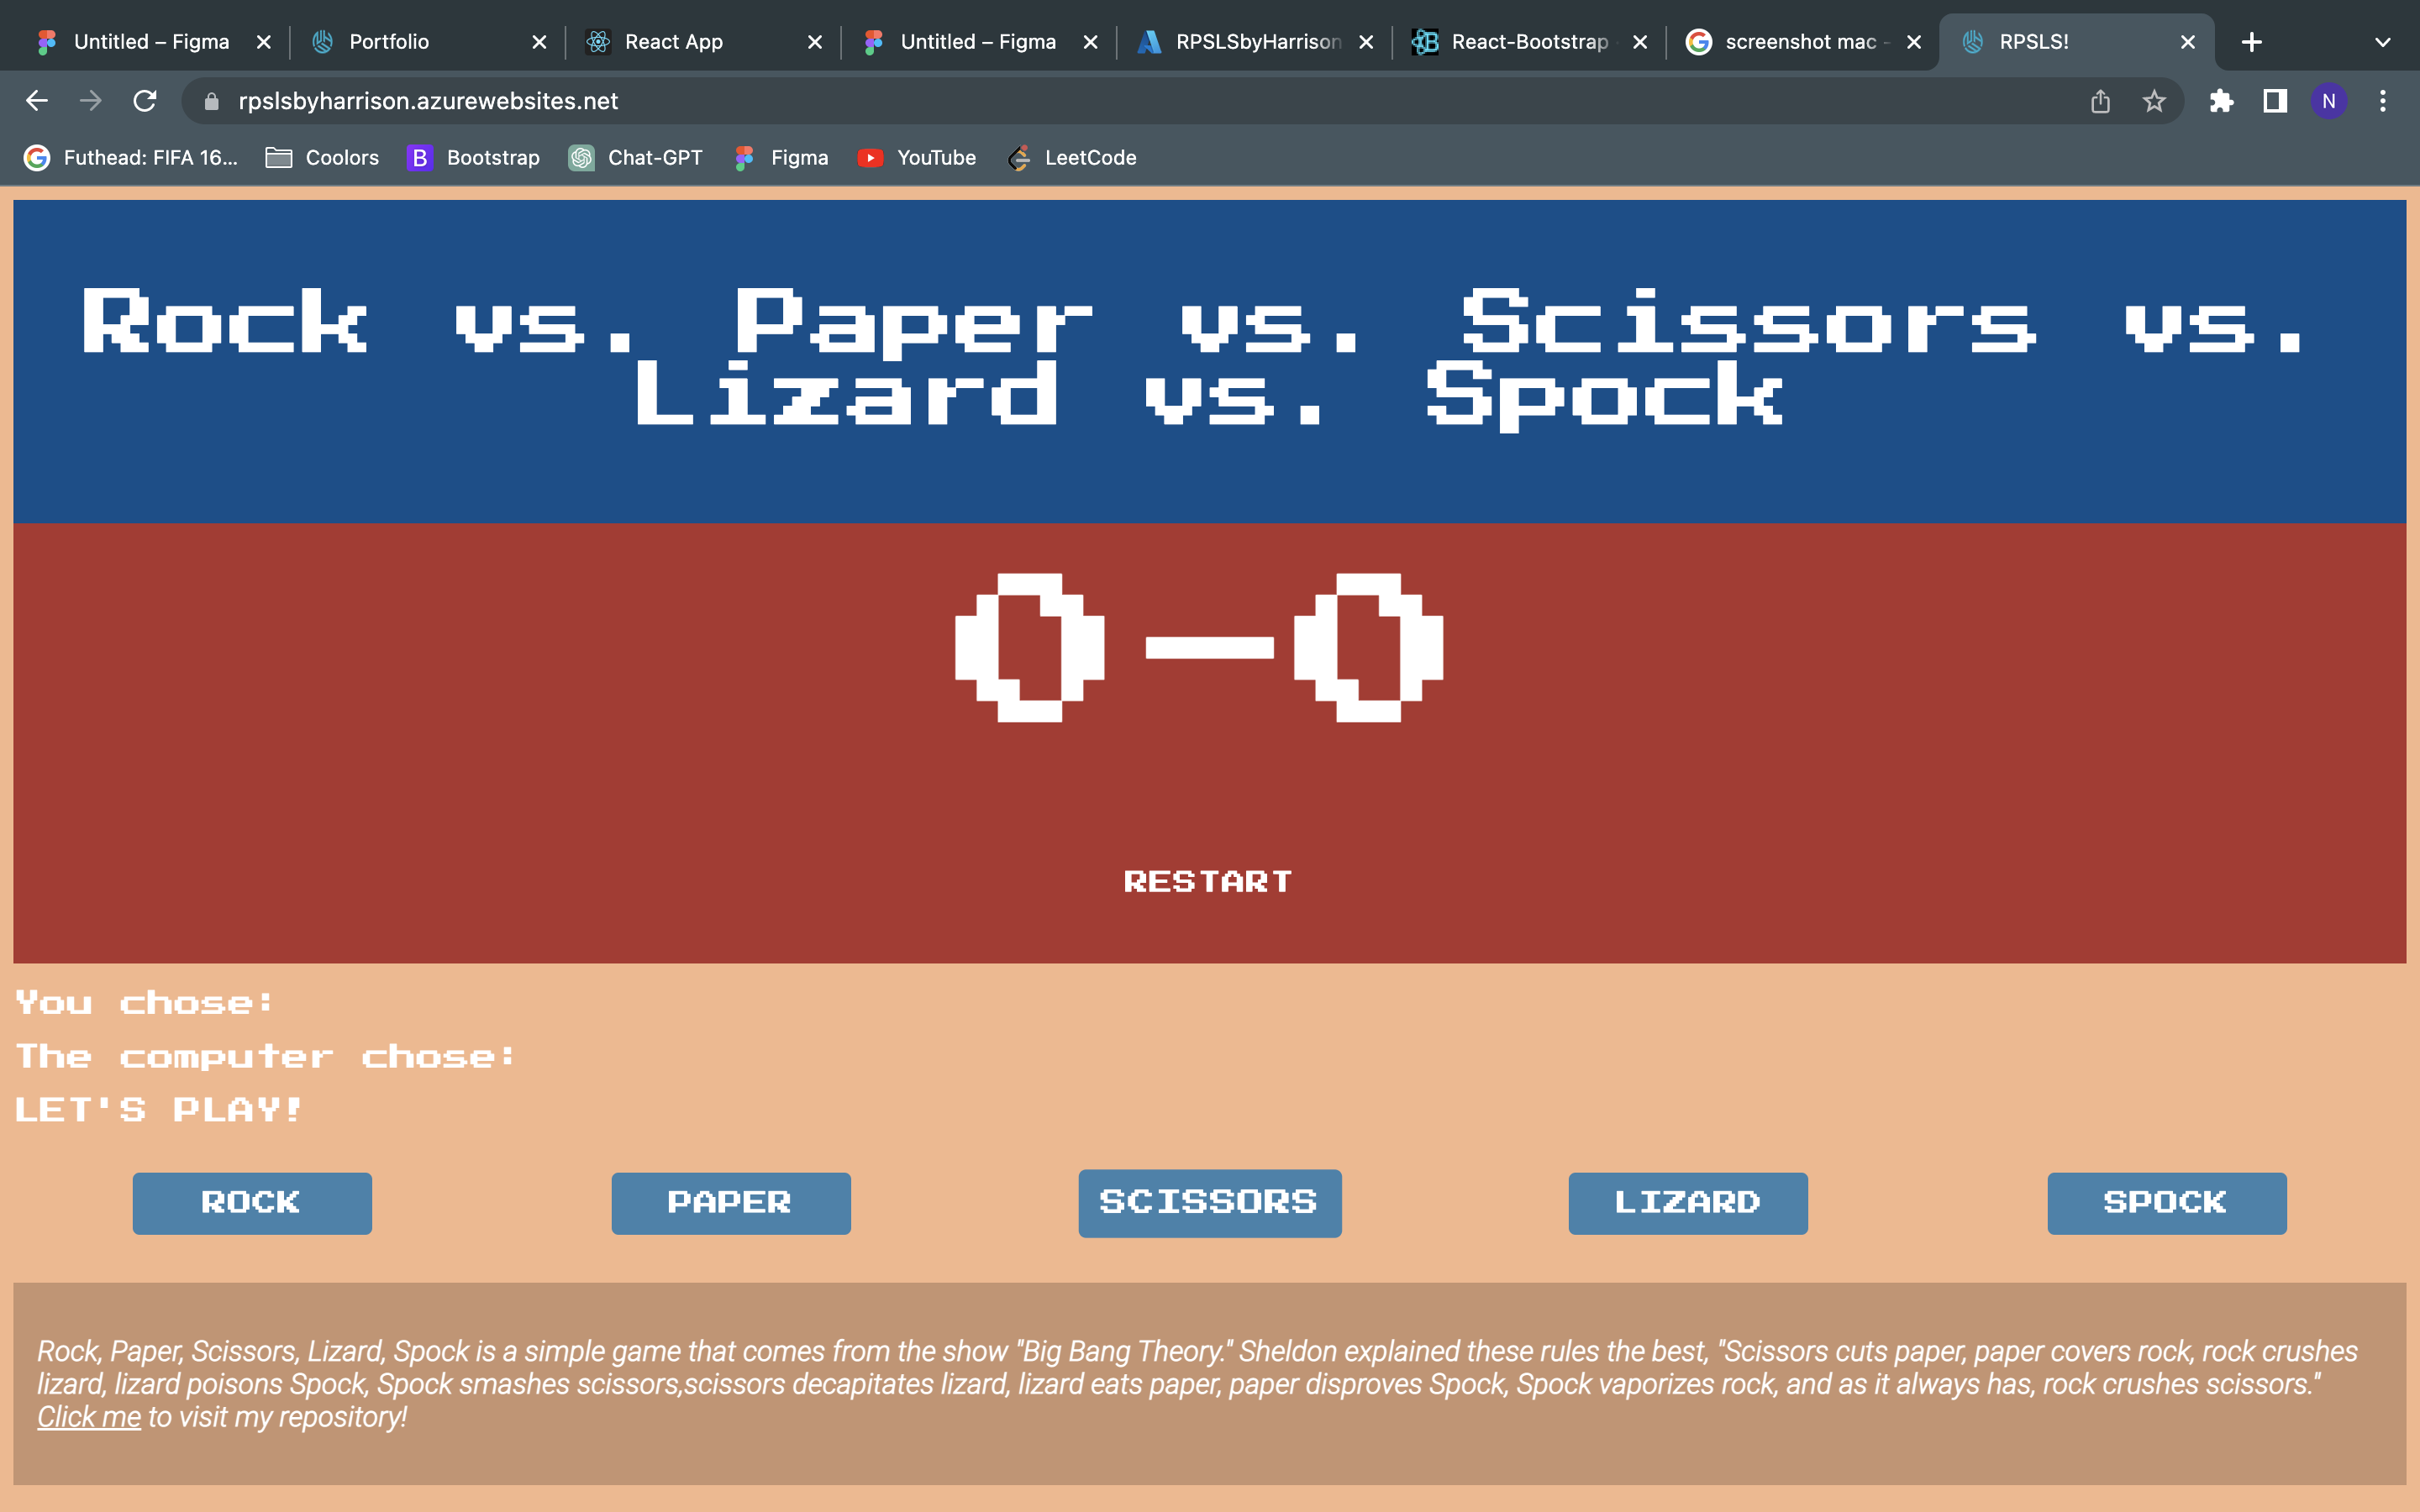 Untitled – Figma
Portfolio
React App
Untitled – Figma
RPSLSbyHarrison
React-Bootstrap
screenshot mac -
RPSLS!
rpslsbyharrison.azurewebsites.net
N
Futhead: FIFA 16...
Coolors
B Bootstrap
Chat-GPT
Figma
YouTube
LeetCode
Rock vs. Paper vs. Scissors vs.
Lizard vs. Spock
0-0
RESTART
You chose:
The computer chose:
LET'S PLAY!
ROCK
PAPER
SCISSORS
LIZARD
SPOCK
Rock, Paper, Scissors, Lizard, Spock is a simple game that comes from the show "Big Bang Theory." Sheldon explained these rules the best, "Scissors cuts paper, paper covers rock, rock crushes
lizard, lizard poisons Spock, Spock smashes scissors,scissors decapitates lizard, lizard eats paper, paper disproves Spock, Spock vaporizes rock, and as it always has, rock crushes scissors."
Click me to visit my repository!